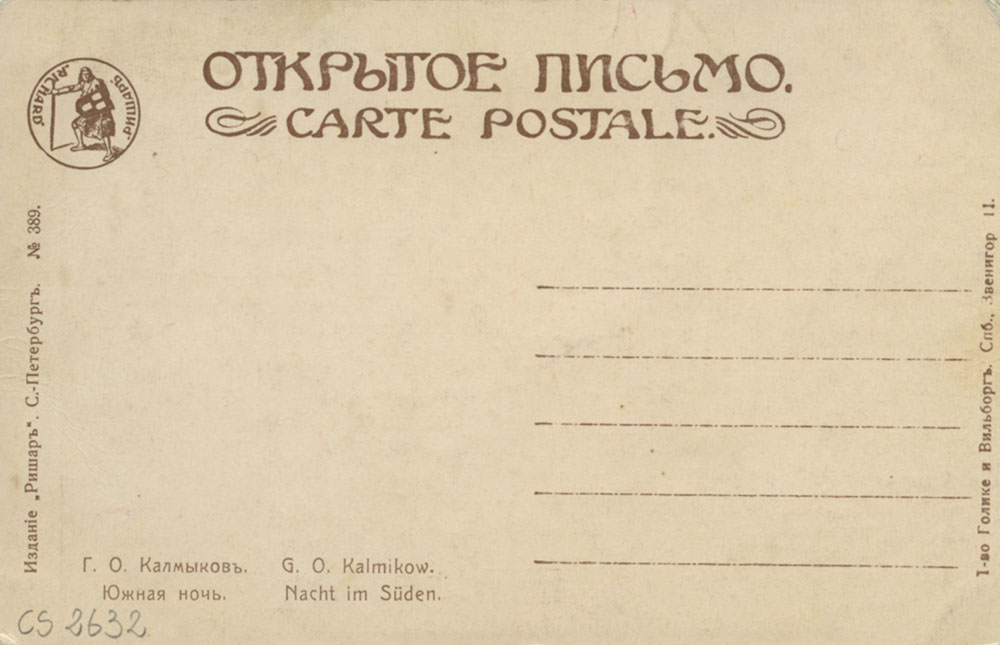 ОТКРЫТОЕ ПИСЬМО.
CARTE POSTALE.
„RICHARD“ „РИШАРЪ“
Изданіе „Ришаръ“. С.-Петербургъ. № 389.
Т-во Голике и Вильборгъ. Спб., Звенигор 11.
Г. О. Калмыковъ. G. O. Kalmikow.
Южная ночь. Nacht im Süden.
CS 2632